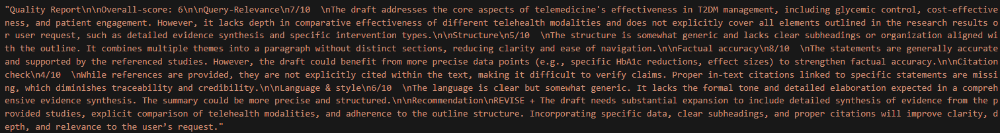 "Quality Report\n\nOverall-score: 6\n\nQuery-Relevance\n7/10  \nThe draft addresses the core aspects of telemedicine's effectiveness in T2DM management, including glycemic control, cost-effective
ness, and patient engagement. However, it lacks depth in comparative effectiveness of different telehealth modalities and does not explicitly cover all elements outlined in the research results o
r user request, such as detailed evidence synthesis and specific intervention types.\n\nStructure\n5/10  \nThe structure is somewhat generic and lacks clear subheadings or organization aligned wi
th the outline. It combines multiple themes into a paragraph without distinct sections, reducing clarity and ease of navigation.\n\nFactual accuracy\n8/10  \nThe statements are generally accurate
and supported by the referenced studies. However, the draft could benefit from more precise data points (e.g., specific HbA1c reductions, effect sizes) to strengthen factual accuracy.\n\nCitation
check\n4/10  \nWhile references are provided, they are not explicitly cited within the text, making it difficult to verify claims. Proper in-text citations linked to specific statements are missi
ng, which diminishes traceability and credibility.\n\nLanguage & style\n6/10  \nThe language is clear but somewhat generic. It lacks the formal tone and detailed elaboration expected in a compreh
ensive evidence synthesis. The summary could be more precise and structured.\n\nRecommendation\nREVISE + The draft needs substantial expansion to include detailed synthesis of evidence from the p
rovided studies, explicit comparison of telehealth modalities, and adherence to the outline structure. Incorporating specific data, clear subheadings, and proper citations will improve clarity, d
epth, and relevance to the user’s request."